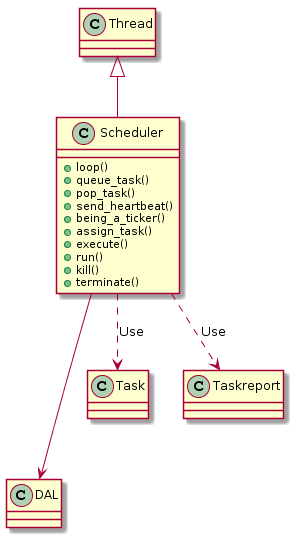 C Thread
C Scheduler
loop()
queue_task()
pop_task()
send_heartbeat()
being_a_ticker()
assign_task()
execute()
run()
kill()
terminate()
Use
Use
C Task
C Taskreport
C DAL